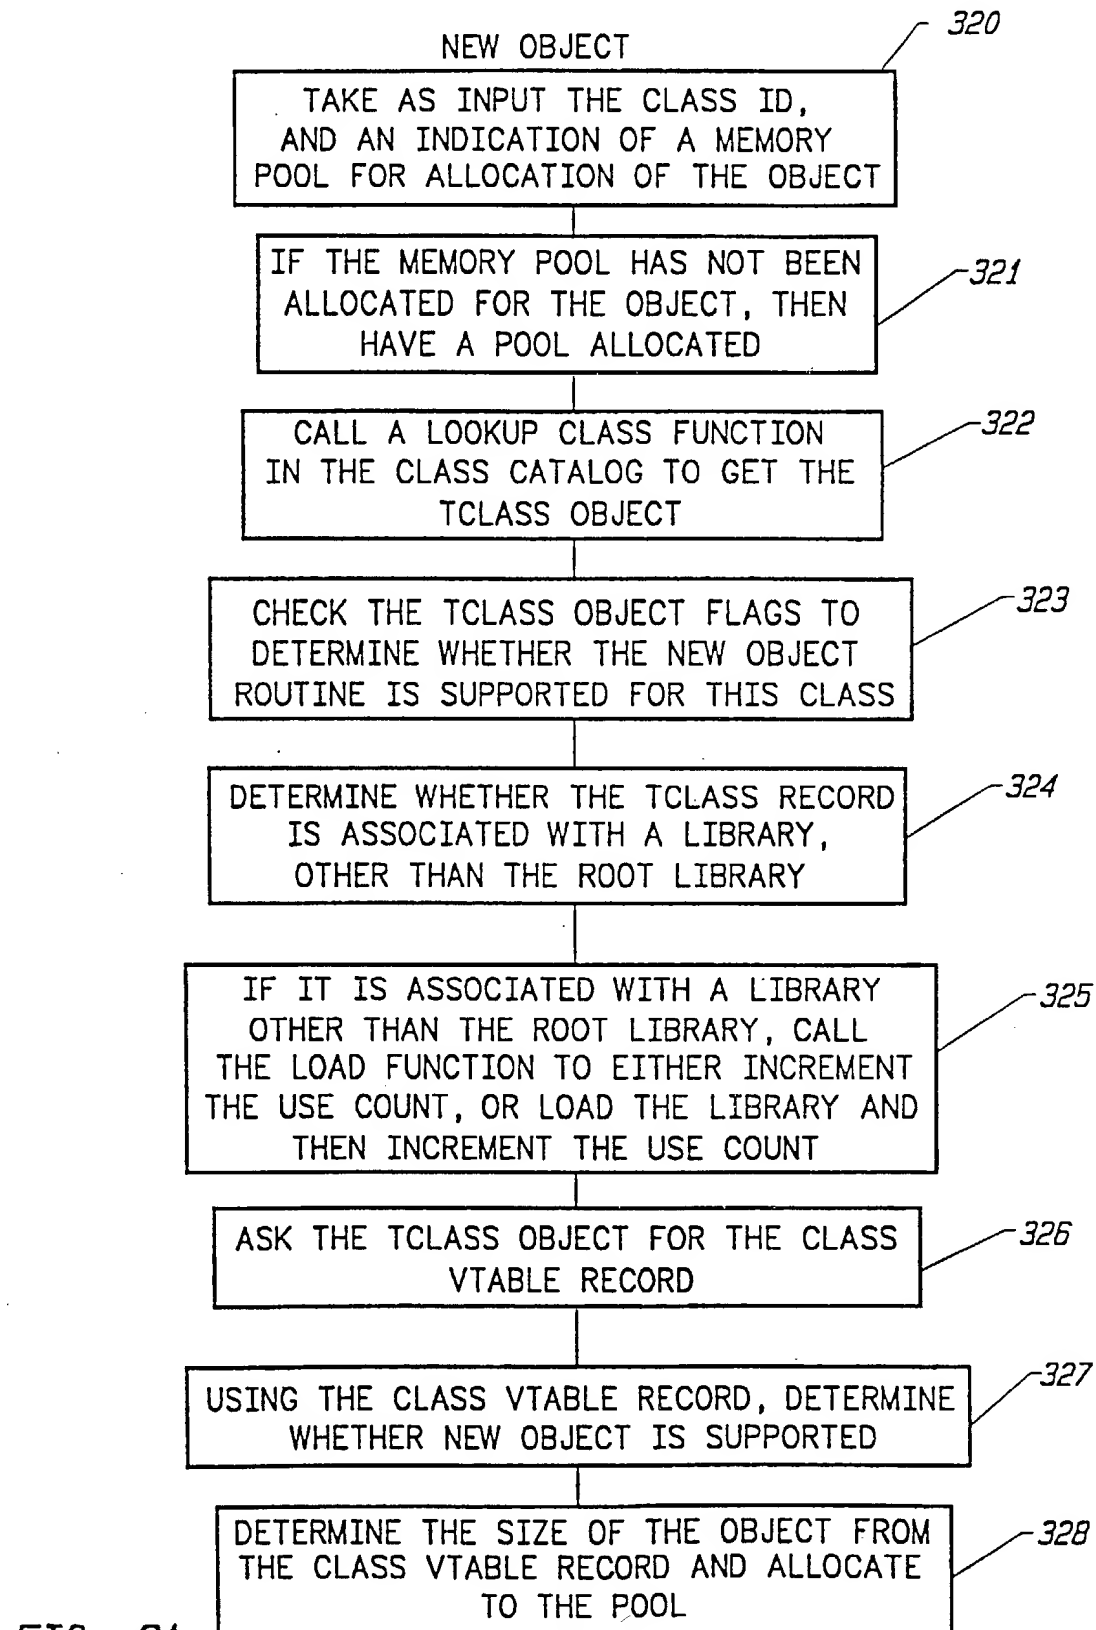 320
NEW OBJECT
TAKE AS INPUT THE CLASS ID,
AND AN INDICATION OF A MEMORY
POOL FOR ALLOCATION OF THE OBJECT
321
IF THE MEMORY POOL HAS NOT BEEN
ALLOCATED FOR THE OBJECT, THEN
HAVE A POOL ALLOCATED
322
CALL A LOOKUP CLASS FUNCTION
IN THE CLASS CATALOG TO GET THE
TCLASS OBJECT
323
CHECK THE TCLASS OBJECT FLAGS TO
DETERMINE WHETHER THE NEW OBJECT
ROUTINE IS SUPPORTED FOR THIS CLASS
324
DETERMINE WHETHER THE TCLASS RECORD
IS ASSOCIATED WITH A LIBRARY,
OTHER THAN THE ROOT LIBRARY
325
IF IT IS ASSOCIATED WITH A LIBRARY
OTHER THAN THE ROOT LIBRARY, CALL
THE LOAD FUNCTION TO EITHER INCREMENT
THE USE COUNT, OR LOAD THE LIBRARY AND
THEN INCREMENT THE USE COUNT
326
ASK THE TCLASS OBJECT FOR THE CLASS
VTABLE RECORD
327
USING THE CLASS VTABLE RECORD, DETERMINE
WHETHER NEW OBJECT IS SUPPORTED
328
DETERMINE THE SIZE OF THE OBJECT FROM
THE CLASS VTABLE RECORD AND ALLOCATE
TO THE POOL